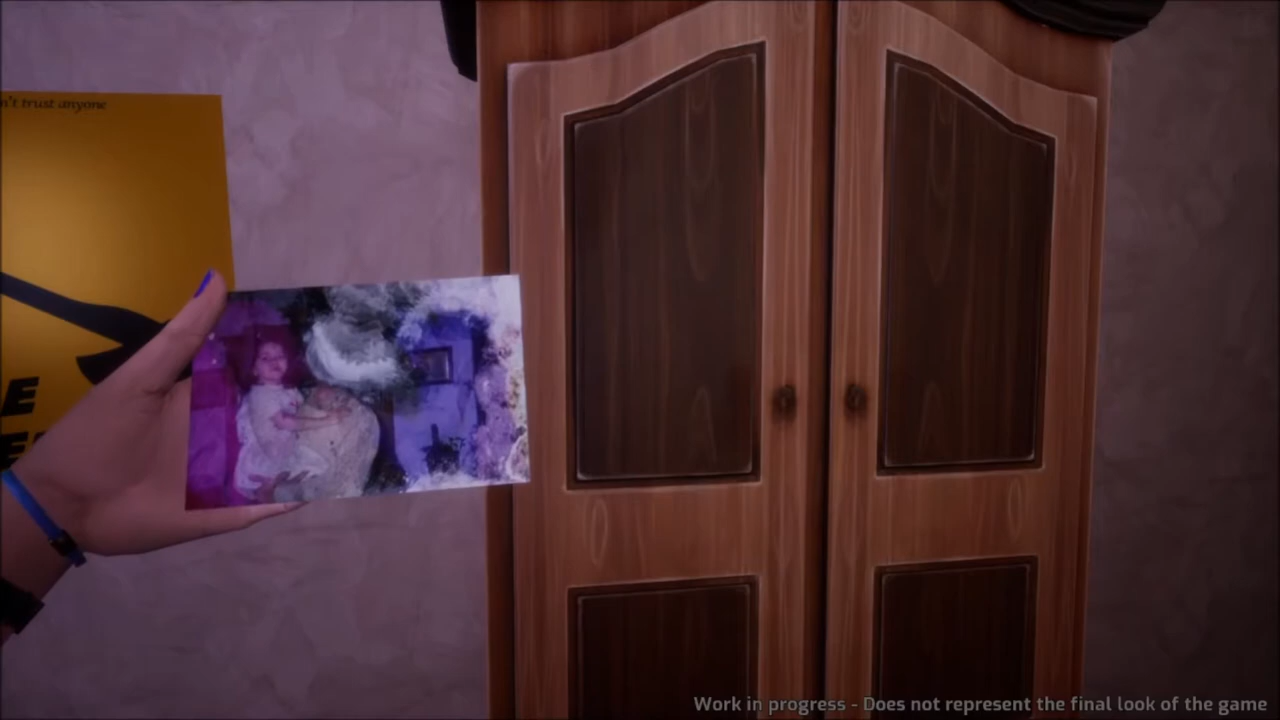 n't trust anyone
E
Work in progress - Does not represent the final look of the game